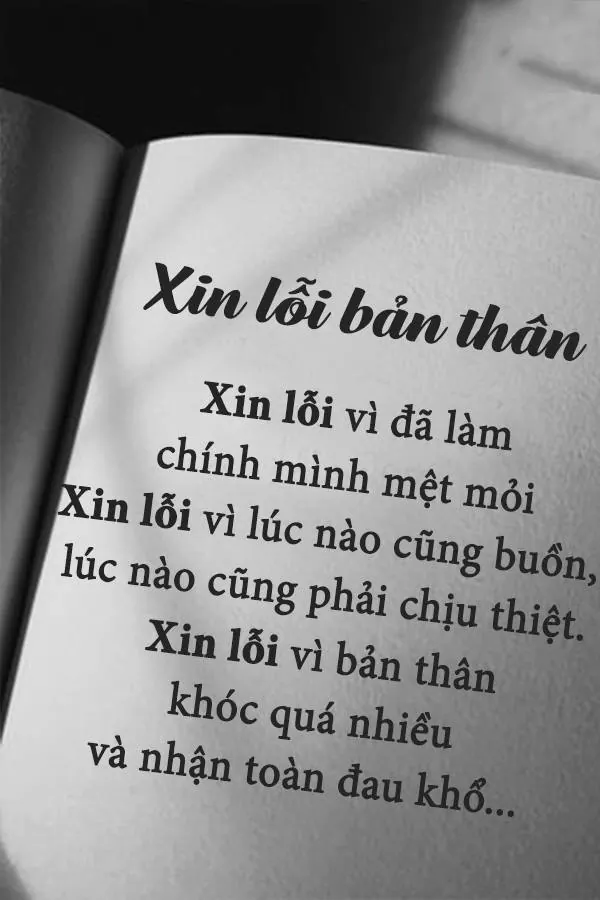 Xin lỗi bản thân
Xin lỗi vì đã làm
chính mình mệt mỏi
Xin lỗi vì lúc nào cũng buồn,
lúc nào cũng phải chịu thiệt.
Xin lỗi vì bản thân
khóc quá nhiều
và nhận toàn đau khổ...